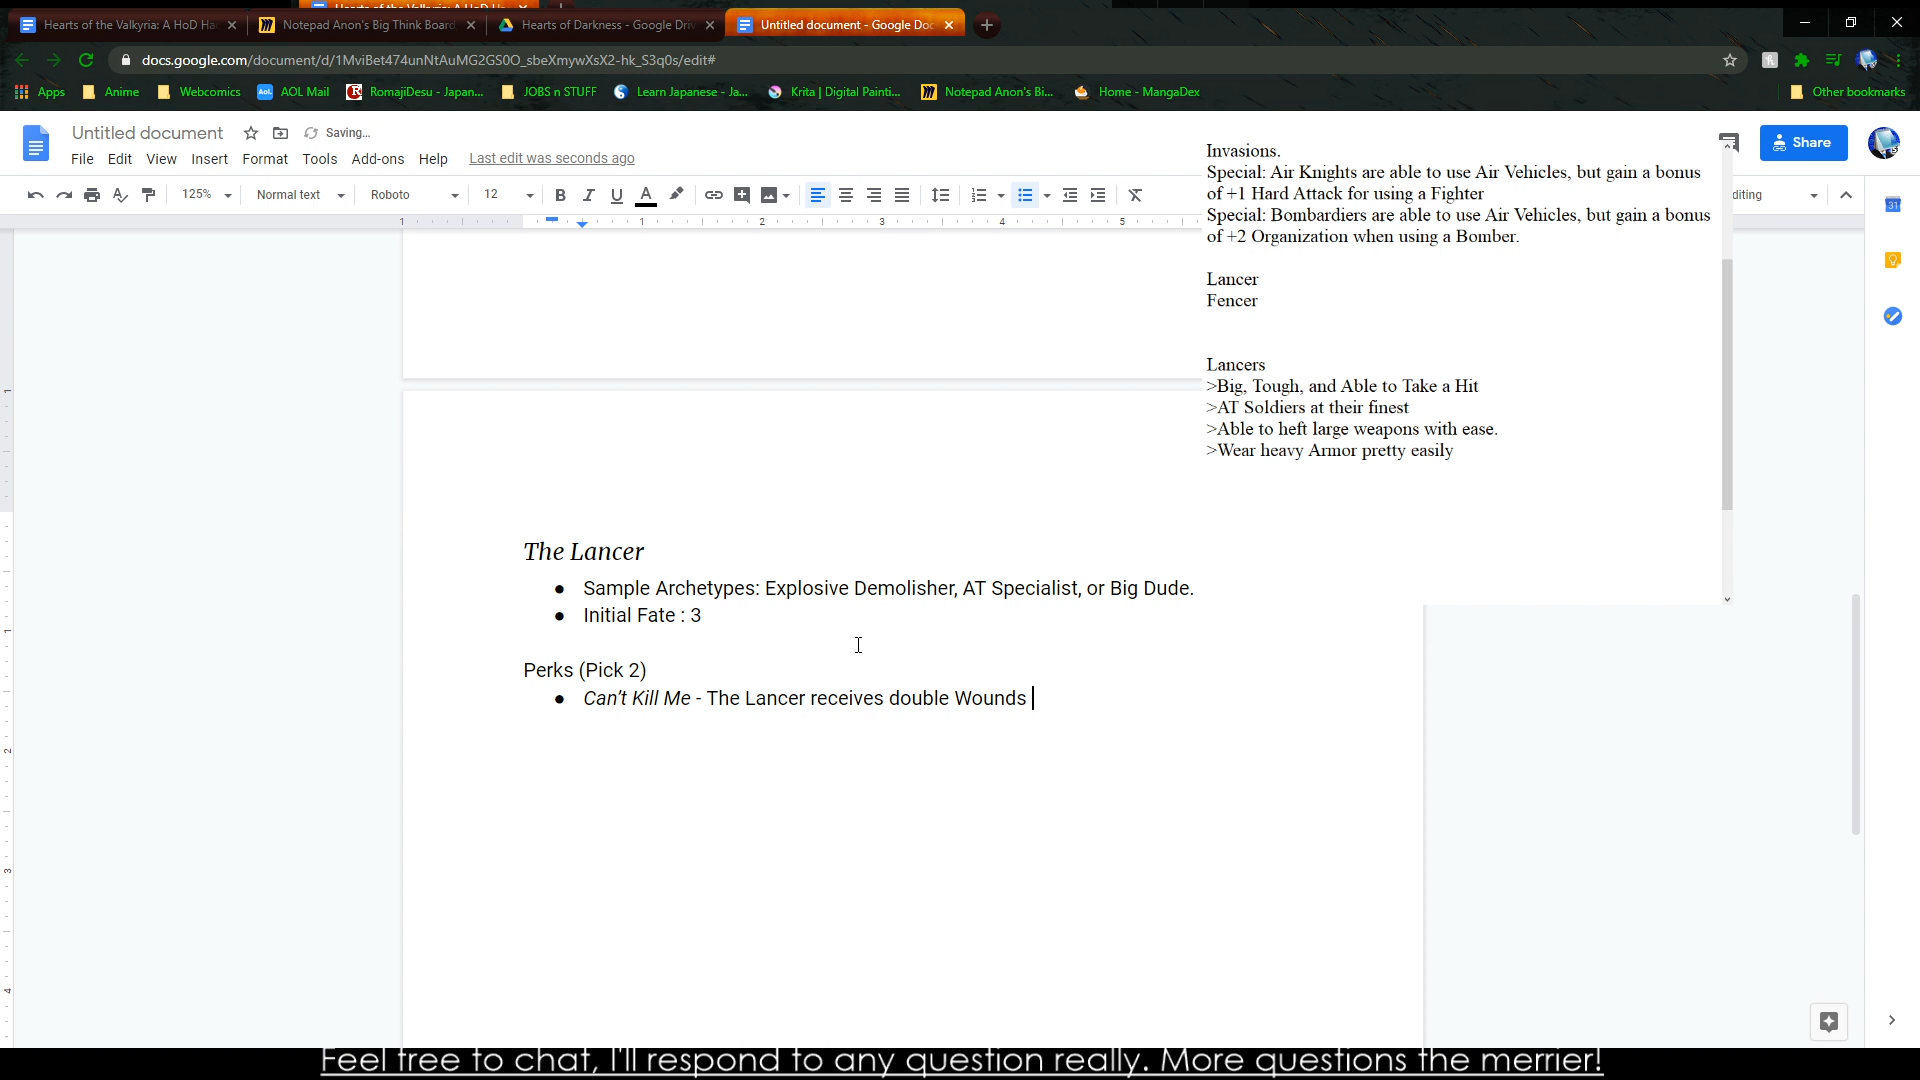 Hearts of the Valkyria: A HoD Ha
Notepad Anon's Big Think Board
Hearts of Darkness - Google Driv
Untitled document - Google Doc
docs.google.com/document/d/1MviBet474unNtAuMG2GS0O_sbeXmywXsX2-hk_S3q0s/edit#
Apps
Anime
Webcomics
AOL Mail
RomajiDesu - Japan...
JOBS n STUFF
Learn Japanese - Ja...
Krita | Digital Painti...
Notepad Anon's Bi...
Home - MangaDex
Other bookmarks
Untitled document
Saving...
Share
File Edit View Insert Format Tools Add-ons Help
Last edit was seconds ago
125%
Normal text
Roboto
12
diting
1 1 2 3 4 5
Invasions.
Special: Air Knights are able to use Air Vehicles, but gain a bonus
of +1 Hard Attack for using a Fighter
Special: Bombardiers are able to use Air Vehicles, but gain a bonus
of +2 Organization when using a Bomber.
Lancer
Fencer
Lancers
>Big, Tough, and Able to Take a Hit
>AT Soldiers at their finest
>Able to heft large weapons with ease.
>Wear heavy Armor pretty easily
The Lancer
● Sample Archetypes: Explosive Demolisher, AT Specialist, or Big Dude.
● Initial Fate : 3
Perks (Pick 2)
● Can't Kill Me - The Lancer receives double Wounds
Feel free to chat, I'll respond to any question really. More questions the merrier!